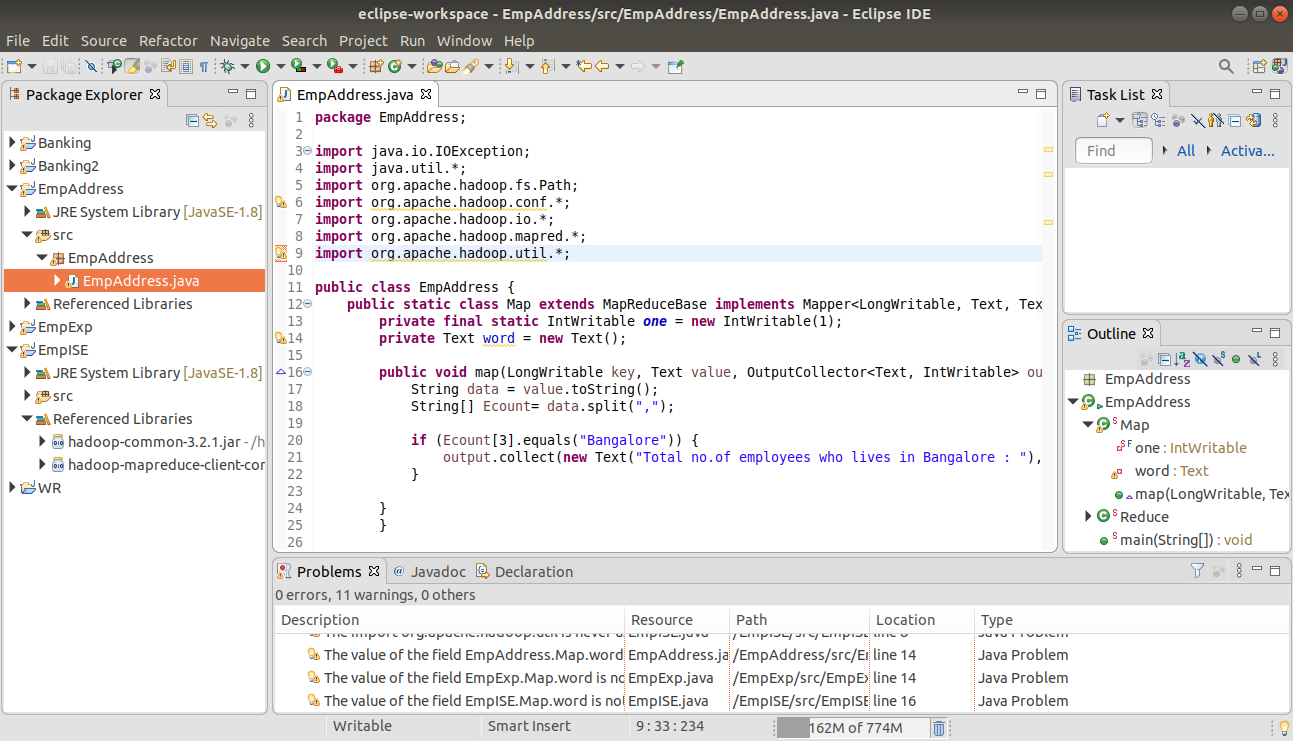 eclipse-workspace - EmpAddress/src/EmpAddress/EmpAddress.java - Eclipse IDE
File Edit Source Refactor Navigate Search Project Run Window Help
Package Explorer
Banking
Banking2
EmpAddress
JRE System Library [JavaSE-1.8]
src
EmpAddress
EmpAddress.java
Referenced Libraries
EmpExp
EmpISE
JRE System Library [JavaSE-1.8]
src
Referenced Libraries
hadoop-common-3.2.1.jar - /h
hadoop-mapreduce-client-cor
WR
EmpAddress.java
1 package EmpAddress;
2
3 import java.io.IOException;
4 import java.util.*;
5 import org.apache.hadoop.fs.Path;
6 import org.apache.hadoop.conf.*;
7 import org.apache.hadoop.io.*;
8 import org.apache.hadoop.mapred.*;
9 import org.apache.hadoop.util.*;
10
11 public class EmpAddress {
12 public static class Map extends MapReduceBase implements Mapper<LongWritable, Text, Tex
13 private final static IntWritable one = new IntWritable(1);
14 private Text word = new Text();
15
16 public void map(LongWritable key, Text value, OutputCollector<Text, IntWritable> ou
17 String data = value.toString();
18 String[] Ecount= data.split(",");
19
20 if (Ecount[3].equals("Bangalore")) {
21 output.collect(new Text("Total no.of employees who lives in Bangalore : "),
22 }
23
24 }
25 }
26
Task List
Find All Activa...
Outline
EmpAddress
EmpAddress
Map
one : IntWritable
word : Text
map(LongWritable, Tex
Reduce
main(String[]) : void
Problems Javadoc Declaration
0 errors, 11 warnings, 0 others
Description Resource Path Location Type
The import org.apache.hadoop.util is never u EmpISE.java /EmpISE/src/EmpISE line 8 Java Problem
The value of the field EmpAddress.Map.word EmpAddress.ja /EmpAddress/src/Er line 14 Java Problem
The value of the field EmpExp.Map.word is no EmpExp.java /EmpExp/src/EmpEx line 14 Java Problem
The value of the field EmpISE.Map.word is not EmpISE.java /EmpISE/src/EmpISE line 16 Java Problem
Writable Smart Insert 9 : 33 : 234 162M of 774M